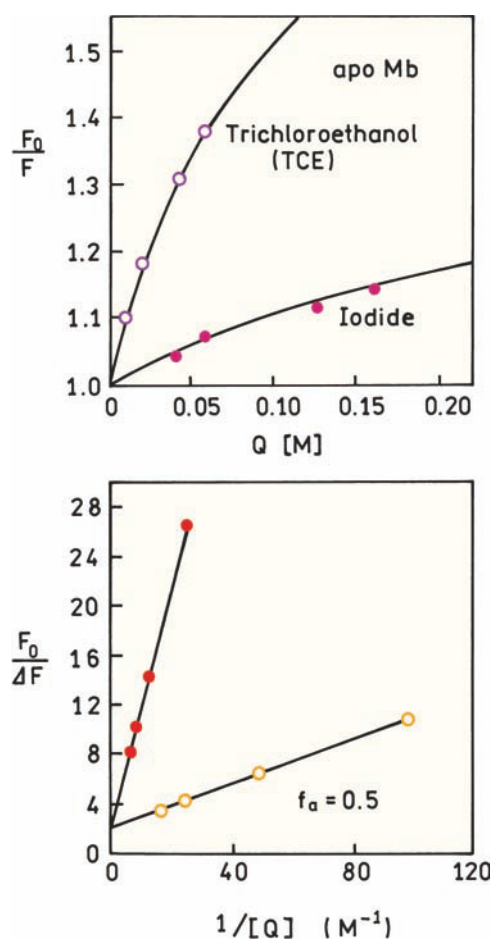 1.5
apo Mb
F₀
F
1.4
Trichloroethanol
(TCE)
1.3
1.2
1.1
Iodide
1.0
0 0.05 0.10 0.15 0.20
Q [M]
28
24
20
F₀
ΔF
16
12
8
4
fₐ = 0.5
0
0 40 80 120
1/[Q] (M⁻¹)